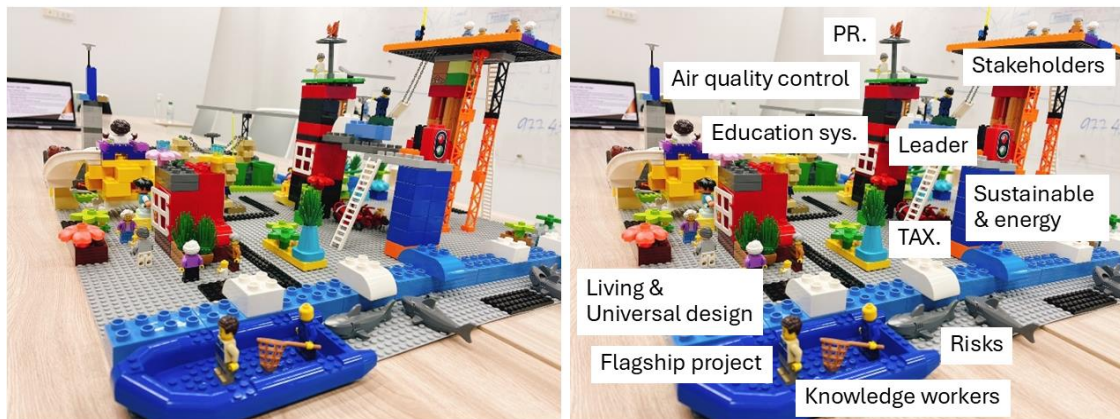 PR.
Stakeholders
Air quality control
Education sys.
Leader
Sustainable
& energy
TAX.
Living &
Universal design
Risks
Flagship project
Knowledge workers